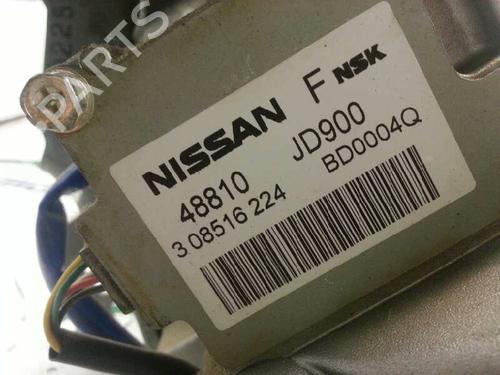 NISSAN F NSK
48810 JD900
3 08516 224 BD0004Q
PARTS